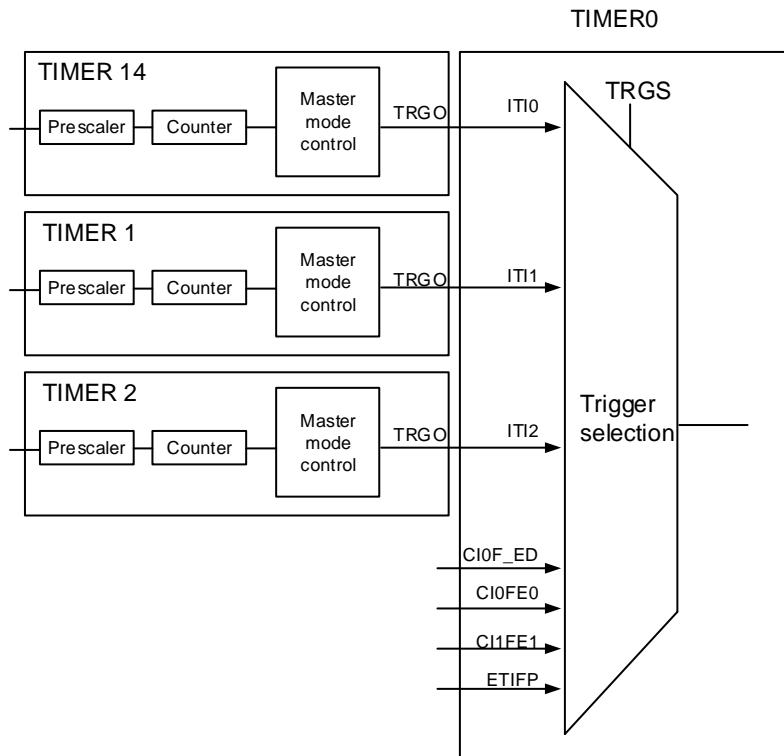 TIMER0
TIMER 14
Prescaler
Counter
Master
mode
control
TRGO
ITI0
TRGS
TIMER 1
Prescaler
Counter
Master
mode
control
TRGO
ITI1
TIMER 2
Prescaler
Counter
Master
mode
control
TRGO
ITI2
Trigger
selection
CI0F_ED
CI0FE0
CI1FE1
ETIFP